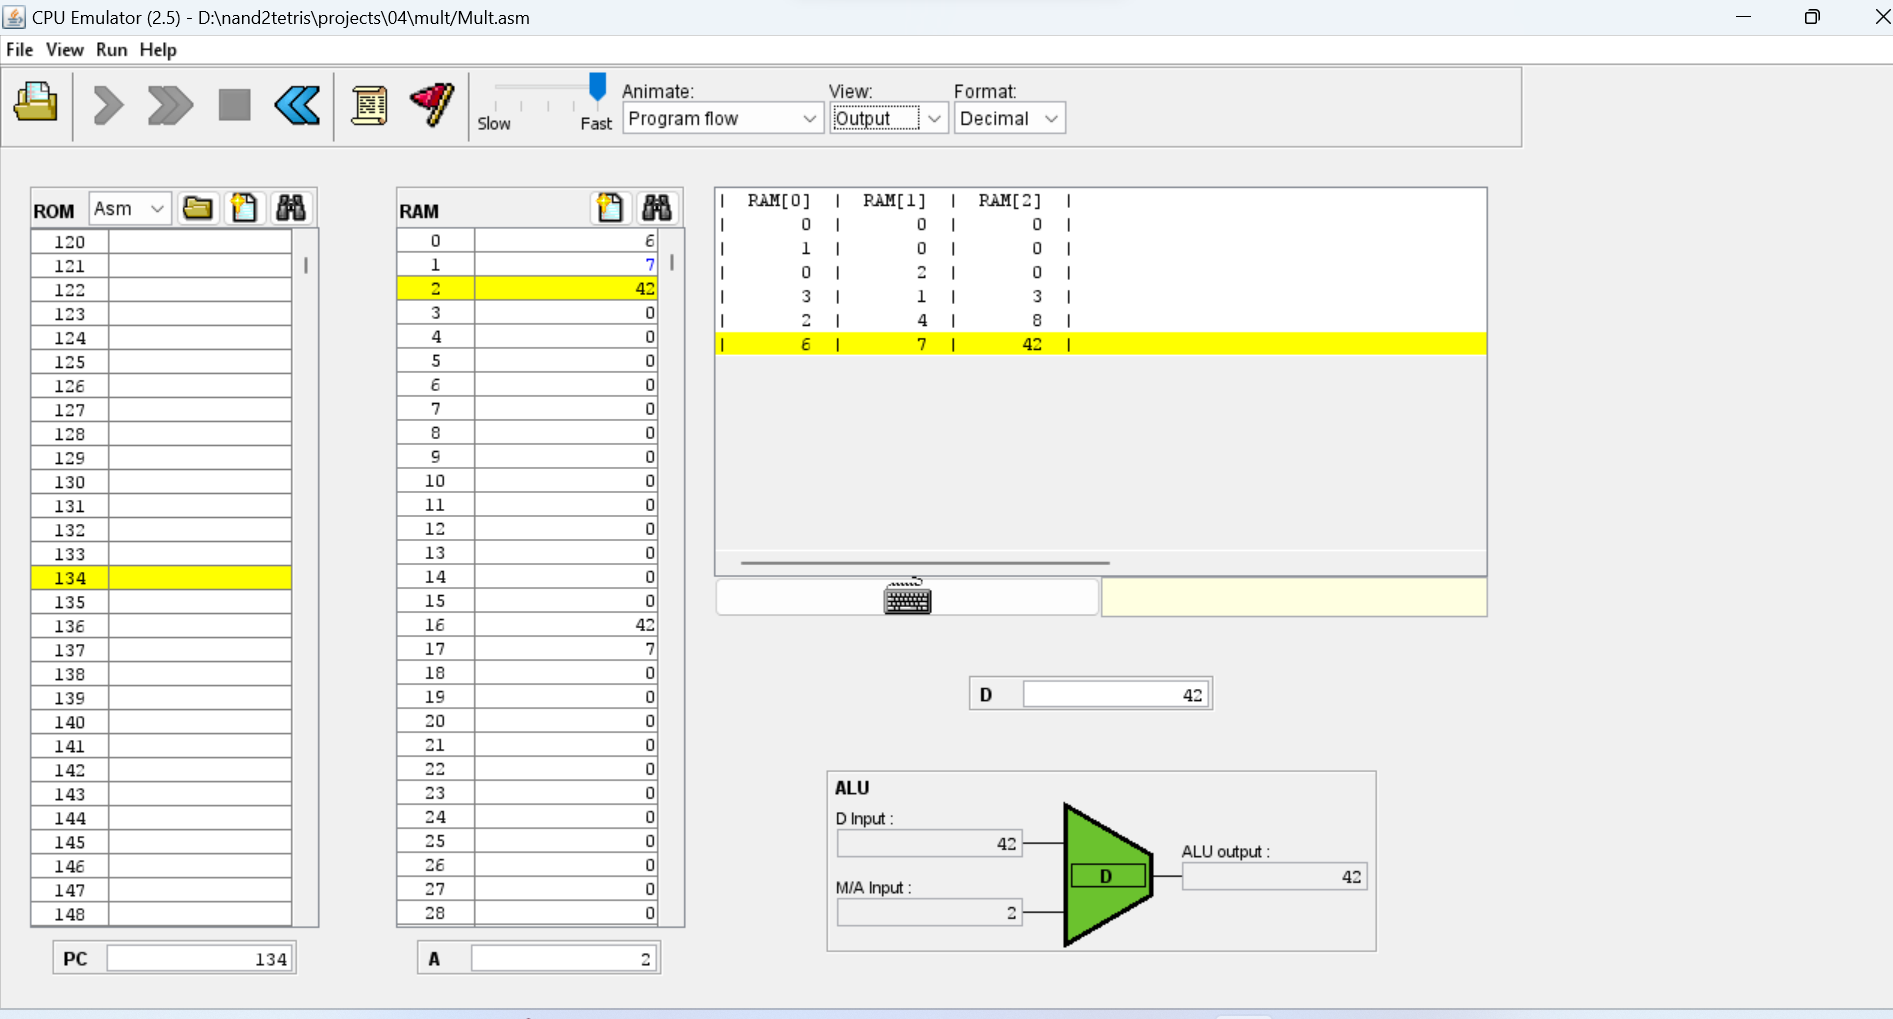 CPU Emulator (2.5) - D:\nand2tetris\projects\04\mult/Mult.asm
File View Run Help
Slow
Fast
Animate:
Program flow
View:
Output
Format:
Decimal
ROM Asm
120
121
122
123
124
125
126
127
128
129
130
131
132
133
134
135
136
137
138
139
140
141
142
143
144
145
146
147
148
PC 134
RAM
0 6
1 7
2 42
3 0
4 0
5 0
6 0
7 0
8 0
9 0
10 0
11 0
12 0
13 0
14 0
15 0
16 42
17 7
18 0
19 0
20 0
21 0
22 0
23 0
24 0
25 0
26 0
27 0
28 0
A 2
| RAM[0] | RAM[1] | RAM[2] |
| 0 | 0 | 0 |
| 1 | 0 | 0 |
| 0 | 2 | 0 |
| 3 | 1 | 3 |
| 2 | 4 | 8 |
| 6 | 7 | 42 |
D 42
ALU
D Input :
42
M/A Input :
2
D
ALU output :
42